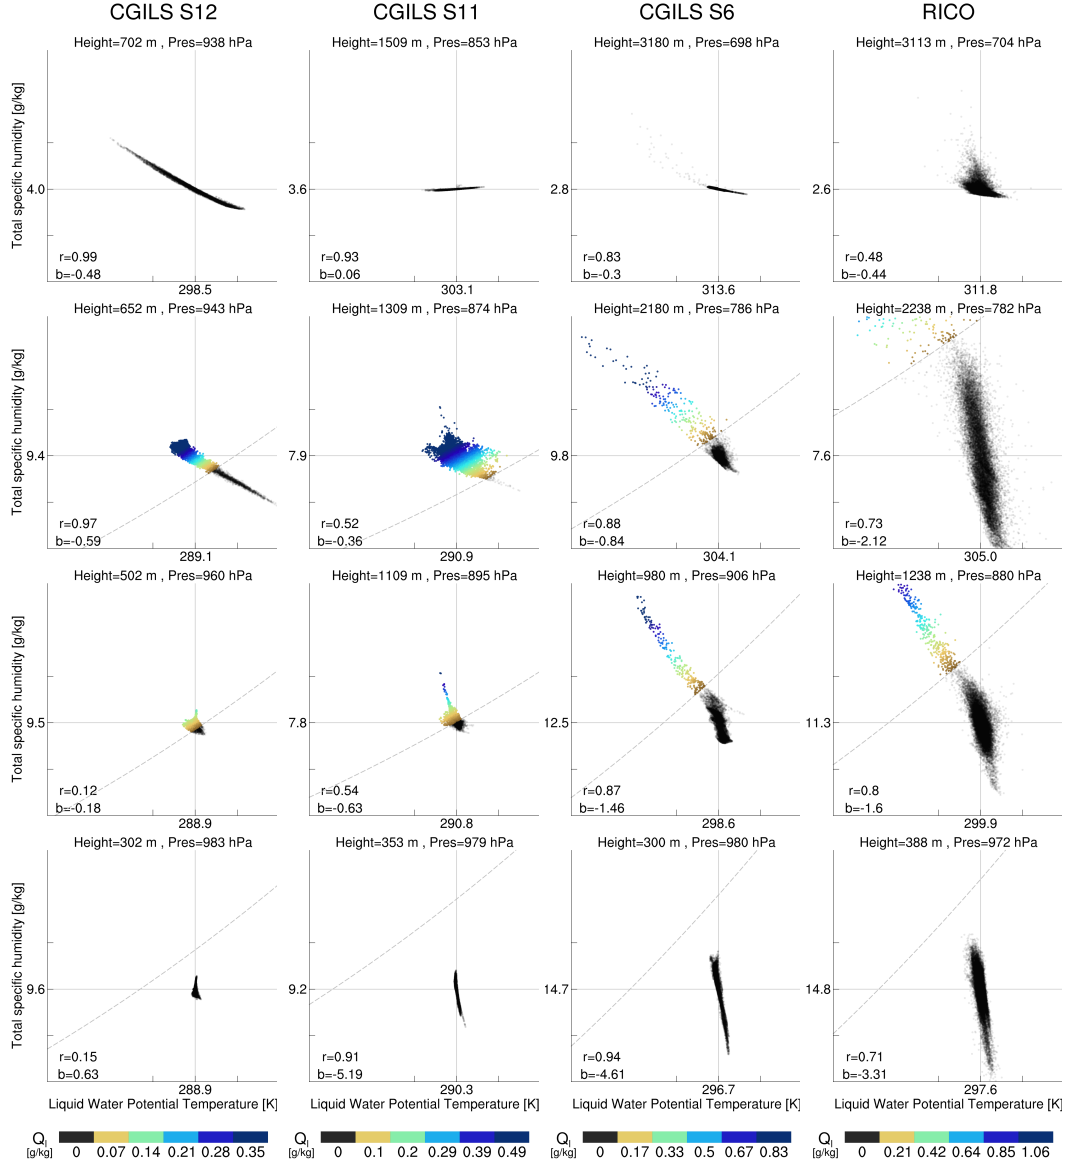 CGILS S12 CGILS S11 CGILS S6 RICO
Height=702 m , Pres=938 hPa Height=1509 m , Pres=853 hPa Height=3180 m , Pres=698 hPa Height=3113 m , Pres=704 hPa
Total specific humidity [g/kg]
4.0 3.6 2.8 2.6
r=0.99 r=0.93 r=0.83 r=0.48
b=-0.48 b=0.06 b=-0.3 b=-0.44
298.5 303.1 313.6 311.8
Height=652 m , Pres=943 hPa Height=1309 m , Pres=874 hPa Height=2180 m , Pres=786 hPa Height=2238 m , Pres=782 hPa
Total specific humidity [g/kg]
9.4 7.9 9.8 7.6
r=0.97 r=0.52 r=0.88 r=0.73
b=-0.59 b=-0.36 b=-0.84 b=-2.12
289.1 290.9 304.1 305.0
Height=502 m , Pres=960 hPa Height=1109 m , Pres=895 hPa Height=980 m , Pres=906 hPa Height=1238 m , Pres=880 hPa
Total specific humidity [g/kg]
9.5 7.8 12.5 11.3
r=0.12 r=0.54 r=0.87 r=0.8
b=-0.18 b=-0.63 b=-1.46 b=-1.6
288.9 290.8 298.6 299.9
Height=302 m , Pres=983 hPa Height=353 m , Pres=979 hPa Height=300 m , Pres=980 hPa Height=388 m , Pres=972 hPa
Total specific humidity [g/kg]
9.6 9.2 14.7 14.8
r=0.15 r=0.91 r=0.94 r=0.71
b=0.63 b=-5.19 b=-4.61 b=-3.31
288.9 290.3 296.7 297.6
Liquid Water Potential Temperature [K] Liquid Water Potential Temperature [K] Liquid Water Potential Temperature [K] Liquid Water Potential Temperature [K]
Ql Ql Ql Ql
[g/kg] 0 0.07 0.14 0.21 0.28 0.35 [g/kg] 0 0.1 0.2 0.29 0.39 0.49 [g/kg] 0 0.17 0.33 0.5 0.67 0.83 [g/kg] 0 0.21 0.42 0.64 0.85 1.06